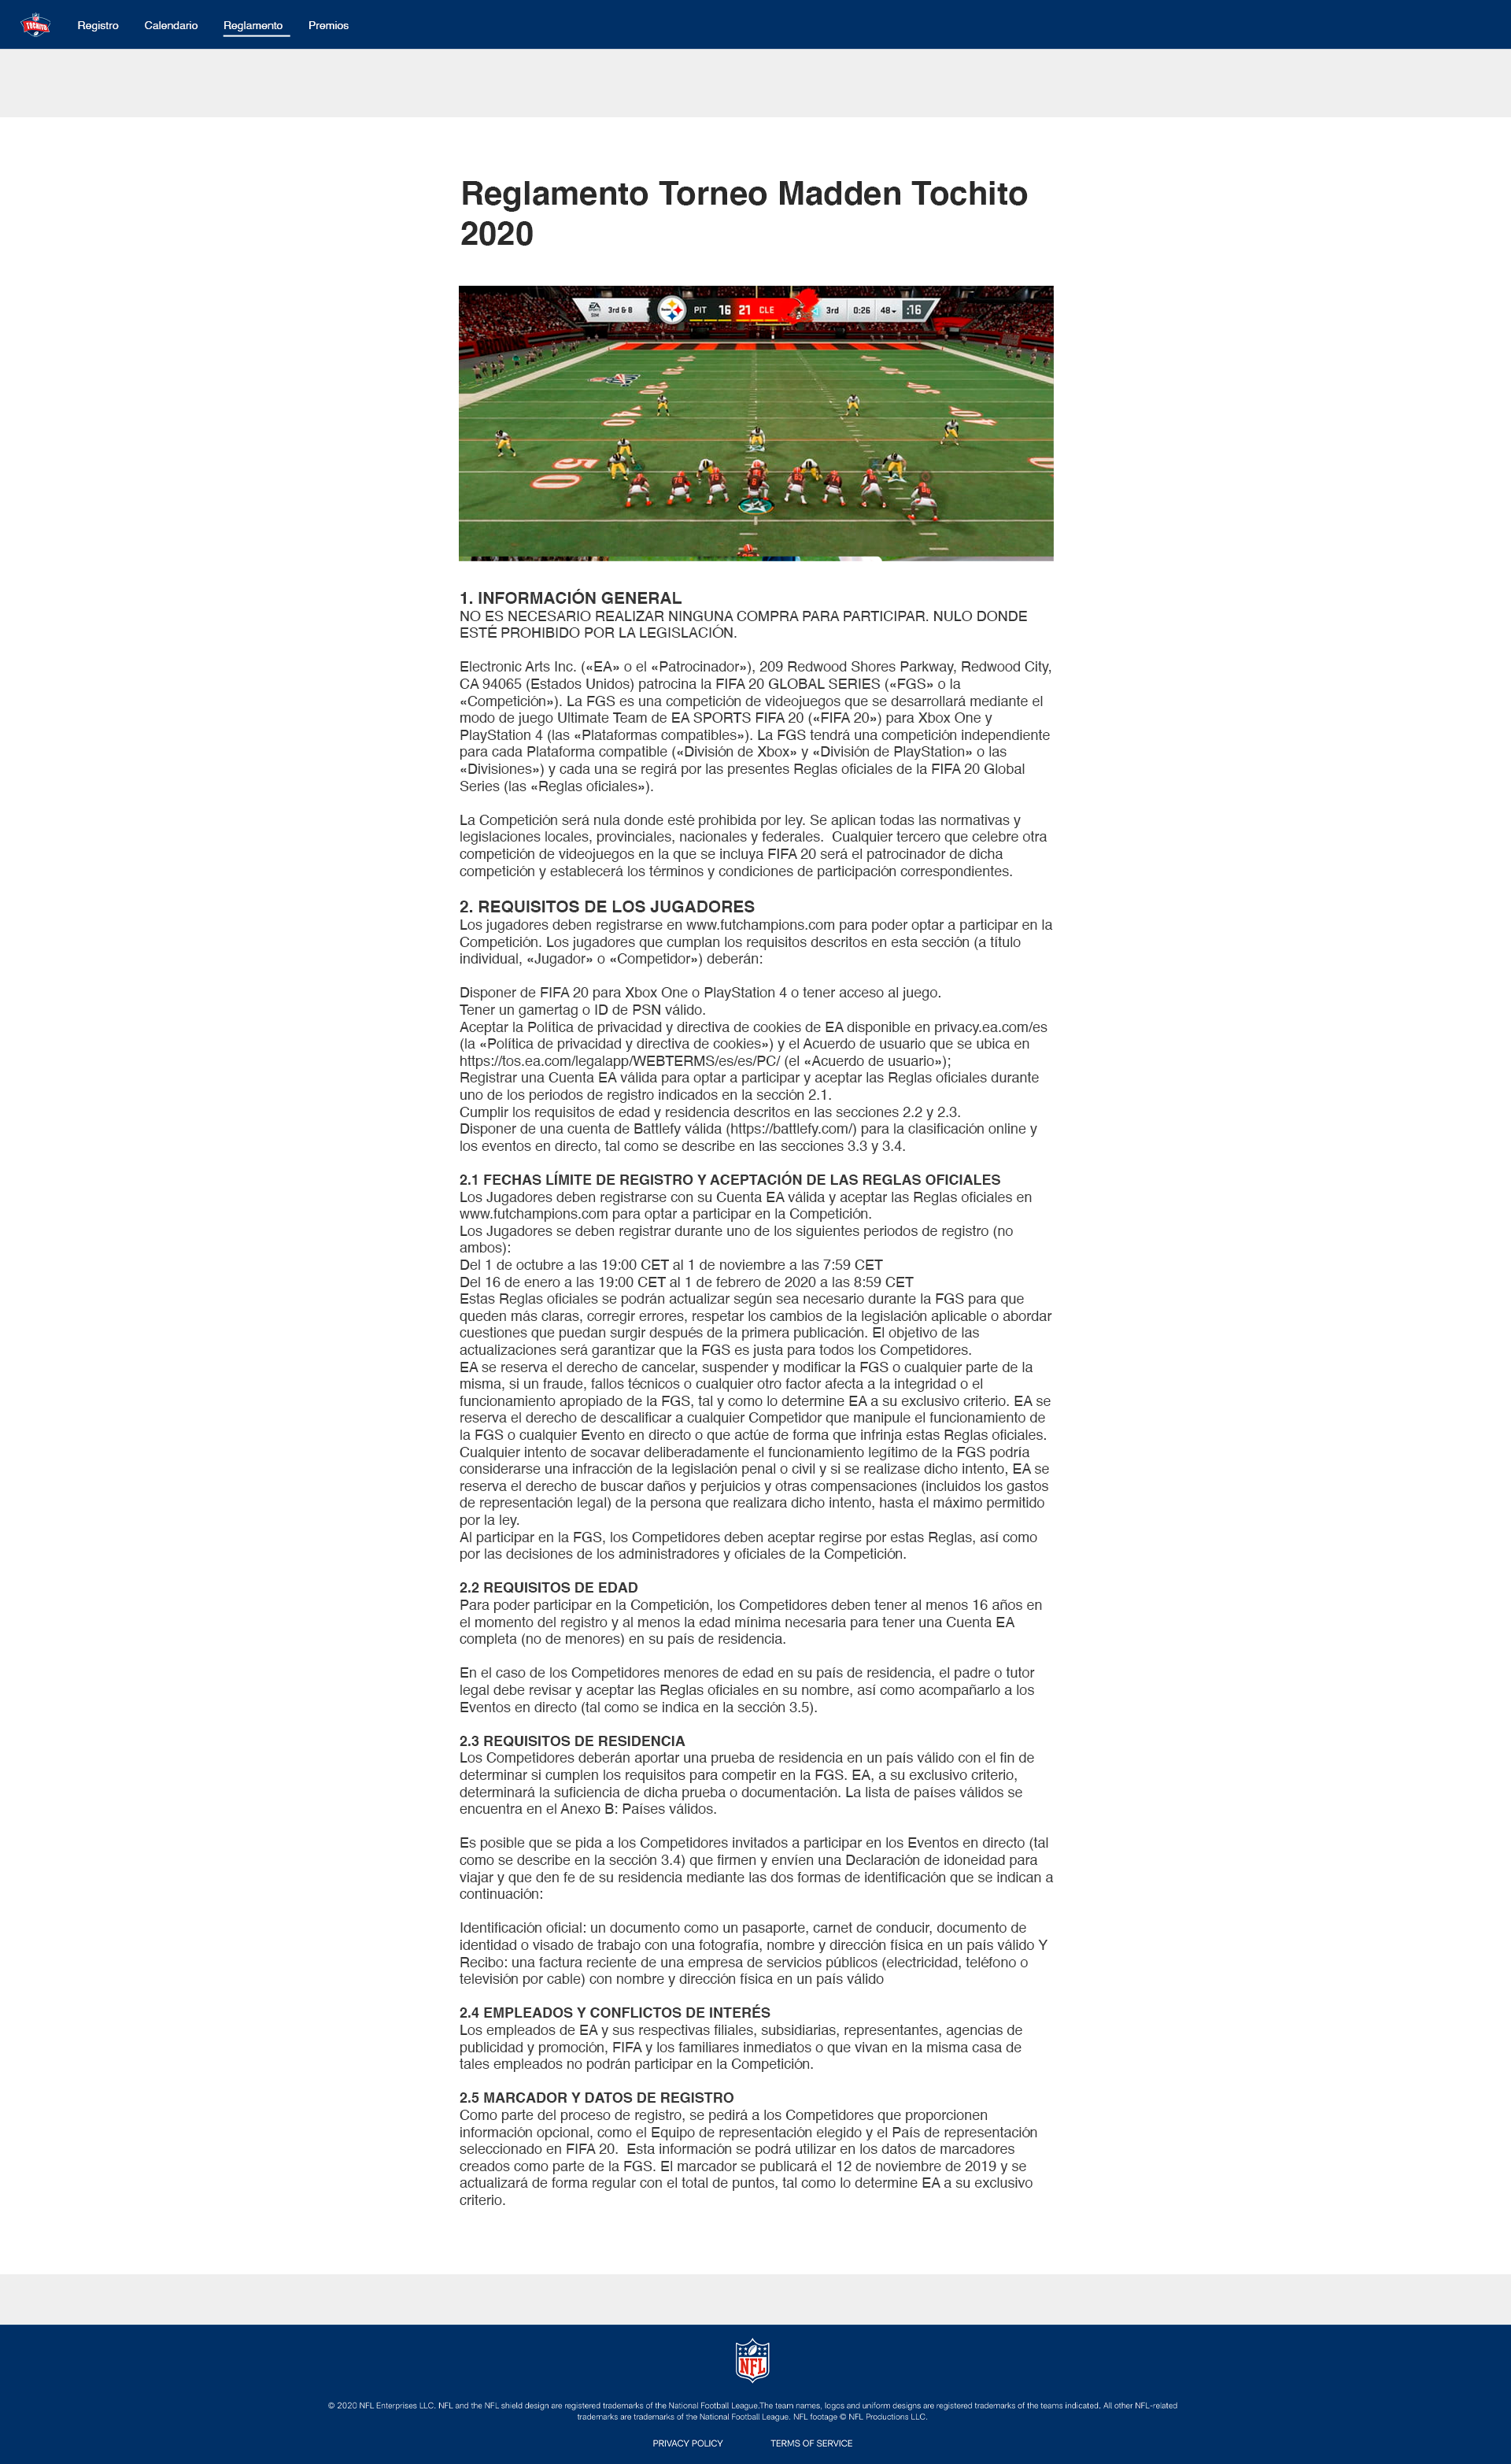 TOCHITO
Registro Calendario Reglamento Premios
Reglamento Torneo Madden Tochito
2020
EA SPORTS SIM 3rd & 8 PIT 16 21 CLE 3rd 0:26 48 :16
1. INFORMACIÓN GENERAL
NO ES NECESARIO REALIZAR NINGUNA COMPRA PARA PARTICIPAR. NULO DONDE
ESTÉ PROHIBIDO POR LA LEGISLACIÓN.
Electronic Arts Inc. («EA» o el «Patrocinador»), 209 Redwood Shores Parkway, Redwood City,
CA 94065 (Estados Unidos) patrocina la FIFA 20 GLOBAL SERIES («FGS» o la
«Competición»). La FGS es una competición de videojuegos que se desarrollará mediante el
modo de juego Ultimate Team de EA SPORTS FIFA 20 («FIFA 20») para Xbox One y
PlayStation 4 (las «Plataformas compatibles»). La FGS tendrá una competición independiente
para cada Plataforma compatible («División de Xbox» y «División de PlayStation» o las
«Divisiones») y cada una se regirá por las presentes Reglas oficiales de la FIFA 20 Global
Series (las «Reglas oficiales»).
La Competición será nula donde esté prohibida por ley. Se aplican todas las normativas y
legislaciones locales, provinciales, nacionales y federales.  Cualquier tercero que celebre otra
competición de videojuegos en la que se incluya FIFA 20 será el patrocinador de dicha
competición y establecerá los términos y condiciones de participación correspondientes.
2. REQUISITOS DE LOS JUGADORES
Los jugadores deben registrarse en www.futchampions.com para poder optar a participar en la
Competición. Los jugadores que cumplan los requisitos descritos en esta sección (a título
individual, «Jugador» o «Competidor») deberán:
Disponer de FIFA 20 para Xbox One o PlayStation 4 o tener acceso al juego.
Tener un gamertag o ID de PSN válido.
Aceptar la Política de privacidad y directiva de cookies de EA disponible en privacy.ea.com/es
(la «Política de privacidad y directiva de cookies») y el Acuerdo de usuario que se ubica en
https://tos.ea.com/legalapp/WEBTERMS/es/es/PC/ (el «Acuerdo de usuario»);
Registrar una Cuenta EA válida para optar a participar y aceptar las Reglas oficiales durante
uno de los periodos de registro indicados en la sección 2.1.
Cumplir los requisitos de edad y residencia descritos en las secciones 2.2 y 2.3.
Disponer de una cuenta de Battlefy válida (https://battlefy.com/) para la clasificación online y
los eventos en directo, tal como se describe en las secciones 3.3 y 3.4.
2.1 FECHAS LÍMITE DE REGISTRO Y ACEPTACIÓN DE LAS REGLAS OFICIALES
Los Jugadores deben registrarse con su Cuenta EA válida y aceptar las Reglas oficiales en
www.futchampions.com para optar a participar en la Competición.
Los Jugadores se deben registrar durante uno de los siguientes periodos de registro (no
ambos):
Del 1 de octubre a las 19:00 CET al 1 de noviembre a las 7:59 CET
Del 16 de enero a las 19:00 CET al 1 de febrero de 2020 a las 8:59 CET
Estas Reglas oficiales se podrán actualizar según sea necesario durante la FGS para que
queden más claras, corregir errores, respetar los cambios de la legislación aplicable o abordar
cuestiones que puedan surgir después de la primera publicación. El objetivo de las
actualizaciones será garantizar que la FGS es justa para todos los Competidores.
EA se reserva el derecho de cancelar, suspender y modificar la FGS o cualquier parte de la
misma, si un fraude, fallos técnicos o cualquier otro factor afecta a la integridad o el
funcionamiento apropiado de la FGS, tal y como lo determine EA a su exclusivo criterio. EA se
reserva el derecho de descalificar a cualquier Competidor que manipule el funcionamiento de
la FGS o cualquier Evento en directo o que actúe de forma que infrinja estas Reglas oficiales.
Cualquier intento de socavar deliberadamente el funcionamiento legítimo de la FGS podría
considerarse una infracción de la legislación penal o civil y si se realizase dicho intento, EA se
reserva el derecho de buscar daños y perjuicios y otras compensaciones (incluidos los gastos
de representación legal) de la persona que realizara dicho intento, hasta el máximo permitido
por la ley.
Al participar en la FGS, los Competidores deben aceptar regirse por estas Reglas, así como
por las decisiones de los administradores y oficiales de la Competición.
2.2 REQUISITOS DE EDAD
Para poder participar en la Competición, los Competidores deben tener al menos 16 años en
el momento del registro y al menos la edad mínima necesaria para tener una Cuenta EA
completa (no de menores) en su país de residencia.
En el caso de los Competidores menores de edad en su país de residencia, el padre o tutor
legal debe revisar y aceptar las Reglas oficiales en su nombre, así como acompañarlo a los
Eventos en directo (tal como se indica en la sección 3.5).
2.3 REQUISITOS DE RESIDENCIA
Los Competidores deberán aportar una prueba de residencia en un país válido con el fin de
determinar si cumplen los requisitos para competir en la FGS. EA, a su exclusivo criterio,
determinará la suficiencia de dicha prueba o documentación. La lista de países válidos se
encuentra en el Anexo B: Países válidos.
Es posible que se pida a los Competidores invitados a participar en los Eventos en directo (tal
como se describe en la sección 3.4) que firmen y envíen una Declaración de idoneidad para
viajar y que den fe de su residencia mediante las dos formas de identificación que se indican a
continuación:
Identificación oficial: un documento como un pasaporte, carnet de conducir, documento de
identidad o visado de trabajo con una fotografía, nombre y dirección física en un país válido Y
Recibo: una factura reciente de una empresa de servicios públicos (electricidad, teléfono o
televisión por cable) con nombre y dirección física en un país válido
2.4 EMPLEADOS Y CONFLICTOS DE INTERÉS
Los empleados de EA y sus respectivas filiales, subsidiarias, representantes, agencias de
publicidad y promoción, FIFA y los familiares inmediatos o que vivan en la misma casa de
tales empleados no podrán participar en la Competición.
2.5 MARCADOR Y DATOS DE REGISTRO
Como parte del proceso de registro, se pedirá a los Competidores que proporcionen
información opcional, como el Equipo de representación elegido y el País de representación
seleccionado en FIFA 20.  Esta información se podrá utilizar en los datos de marcadores
creados como parte de la FGS. El marcador se publicará el 12 de noviembre de 2019 y se
actualizará de forma regular con el total de puntos, tal como lo determine EA a su exclusivo
criterio.
NFL
© 2020 NFL Enterprises LLC. NFL and the NFL shield design are registered trademarks of the National Football League.The team names, logos and uniform designs are registered trademarks of the teams indicated. All other NFL-related
trademarks are trademarks of the National Football League. NFL footage © NFL Productions LLC.
PRIVACY POLICY TERMS OF SERVICE